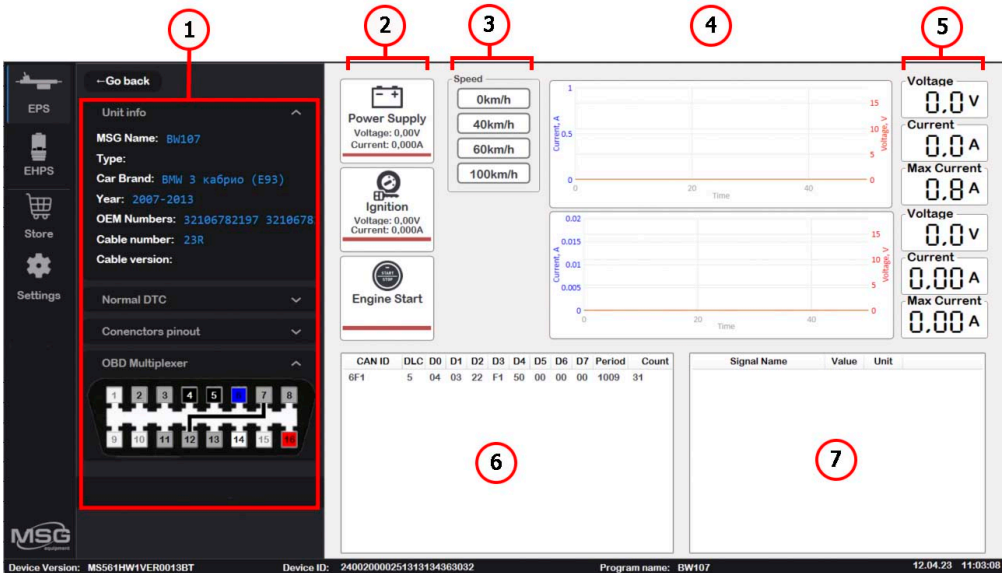 1
2
3
4
5
EPS
EHPS
Store
Settings
MSG
equipment
←Go back
Unit info
MSG Name: BW107
Type:
Car Brand: BMW 3 кабрио (E93)
Year: 2007-2013
OEM Numbers: 32106782197 3210678
Cable number: 23R
Cable version:
Normal DTC
Conenctors pinout
OBD Multiplexer
1 2 3 4 5 7 8
9 10 11 12 13 14 15 16
Power Supply
Voltage: 0,00V
Current: 0,000A
Ignition
Voltage: 0,00V
Current: 0,000A
START
STOP
Engine Start
Speed
0km/h
40km/h
60km/h
100km/h
Current, A
1
0.5
0
0 20 40
Time
15
10
5
0
Voltage, V
Current, A
0.02
0.015
0.01
0.005
0
0 20 40
Time
15
10
5
0
Voltage, V
Voltage
0.0 V
Current
0.0 A
Max Current
0.8 A
Voltage
0.0 V
Current
0.00 A
Max Current
0.00 A
CAN ID DLC D0 D1 D2 D3 D4 D5 D6 D7 Period Count
6F1 5 04 03 22 F1 50 00 00 00 1009 31
6
Signal Name Value Unit
7
Device Version: MS561HW1VER0013BT Device ID: 240020000251313134363032 Program name: BW107 12.04.23 11:03:08